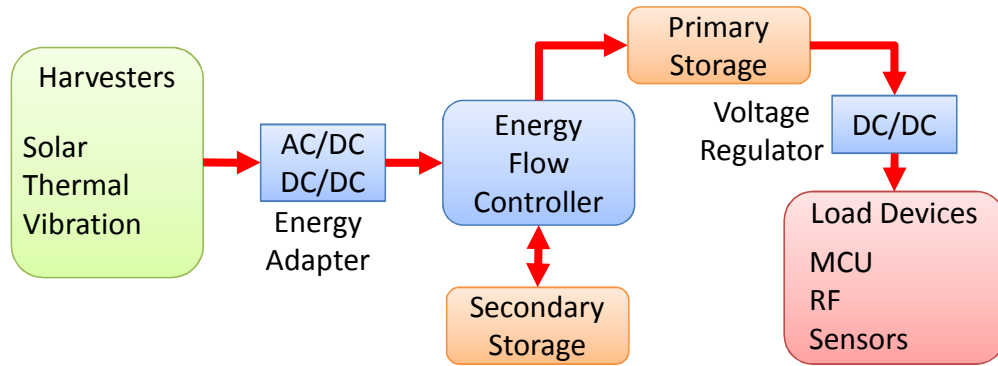 Harvesters
Solar
Thermal
Vibration
AC/DC
DC/DC
Energy
Adapter
Energy
Flow
Controller
Secondary
Storage
Primary
Storage
Voltage
Regulator
DC/DC
Load Devices
MCU
RF
Sensors